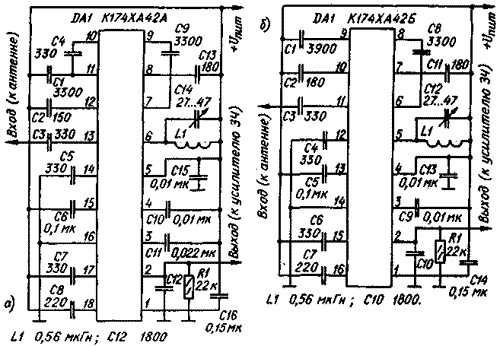 DA1 К174ХА42А
C9
3300
C4
330
10
9
C13
180
11
8
C1
3300
C14
27...47
12
7
C2
150
C3 330
13
6
L1
C5
330
14
5
C15
0,01 мк
15
4
C6
0,1 мк
C10
0,01 мк
16
3
C11
0,022 мк
C7
330
17
2
C12
R1
22к
C8
220
18
1
C16
0,15 мк
+Uпит
Вход (к антенне)
Выход (к усилителю ЗЧ)
а)
L1 0,56 мкГн; C12 1800
б)
DA1 К174ХА42Б
C8
3300
C1
3900
9
8
C2
180
10
7
C11
180
C12
27...47
C3
330
11
6
L1
C4
330
12
5
C5
0,1 мк
13
4
C13
0,01 мк
14
3
C9
0,01 мк
C6
330
15
2
C10
R1
22к
C7
220
16
1
C14
0,15 мк
+Uпит
Вход (к антенне)
Выход (к усилителю ЗЧ)
L1 0,56 мкГн; C10 1800.